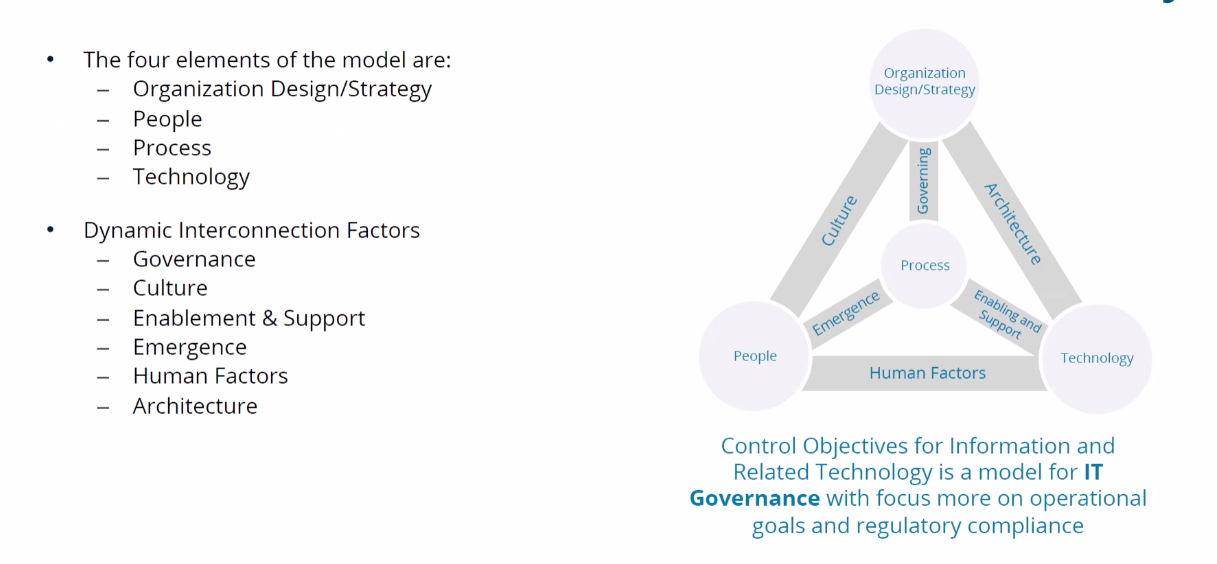 • The four elements of the model are:
– Organization Design/Strategy
– People
– Process
– Technology
• Dynamic Interconnection Factors
– Governance
– Culture
– Enablement & Support
– Emergence
– Human Factors
– Architecture
Organization
Design/Strategy
Governing
Culture
Architecture
Process
Emergence
Enabling and
Support
People
Technology
Human Factors
Control Objectives for Information and
Related Technology is a model for IT
Governance with focus more on operational
goals and regulatory compliance